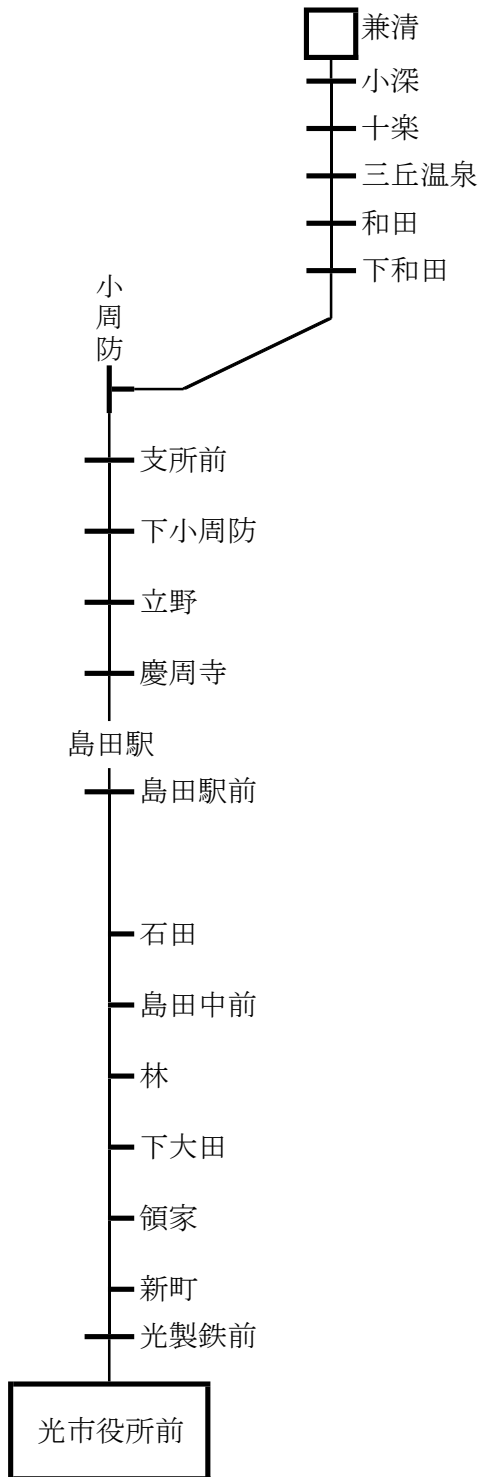 兼清
小深
十楽
三丘温泉
和田
下和田
小周防
支所前
下小周防
立野
慶周寺
島田駅
島田駅前
石田
島田中前
林
下大田
領家
新町
光製鉄前
光市役所前